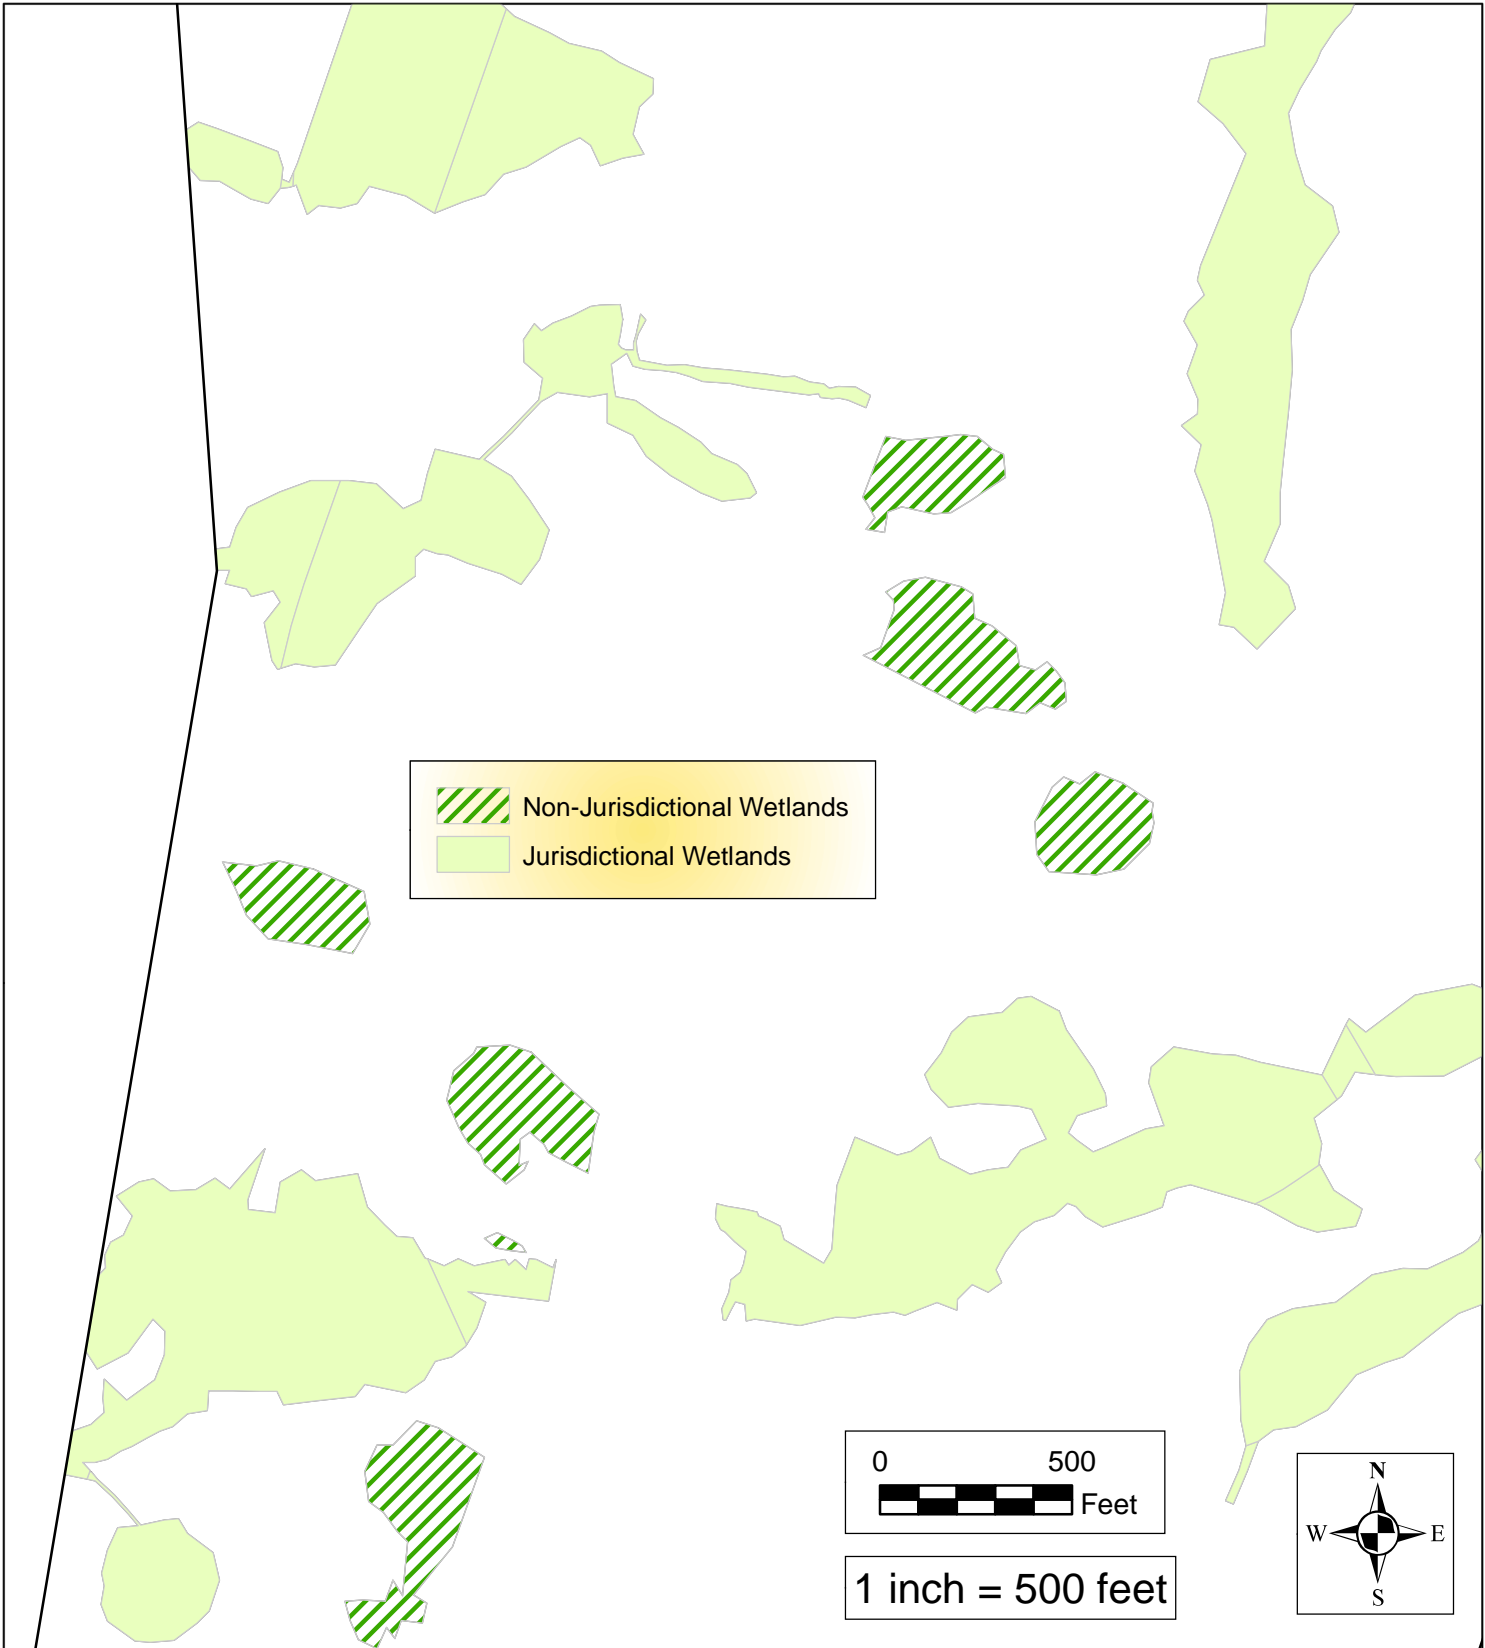 Non-Jurisdictional Wetlands
Jurisdictional Wetlands
0 500
Feet
1 inch = 500 feet
N
W E
S